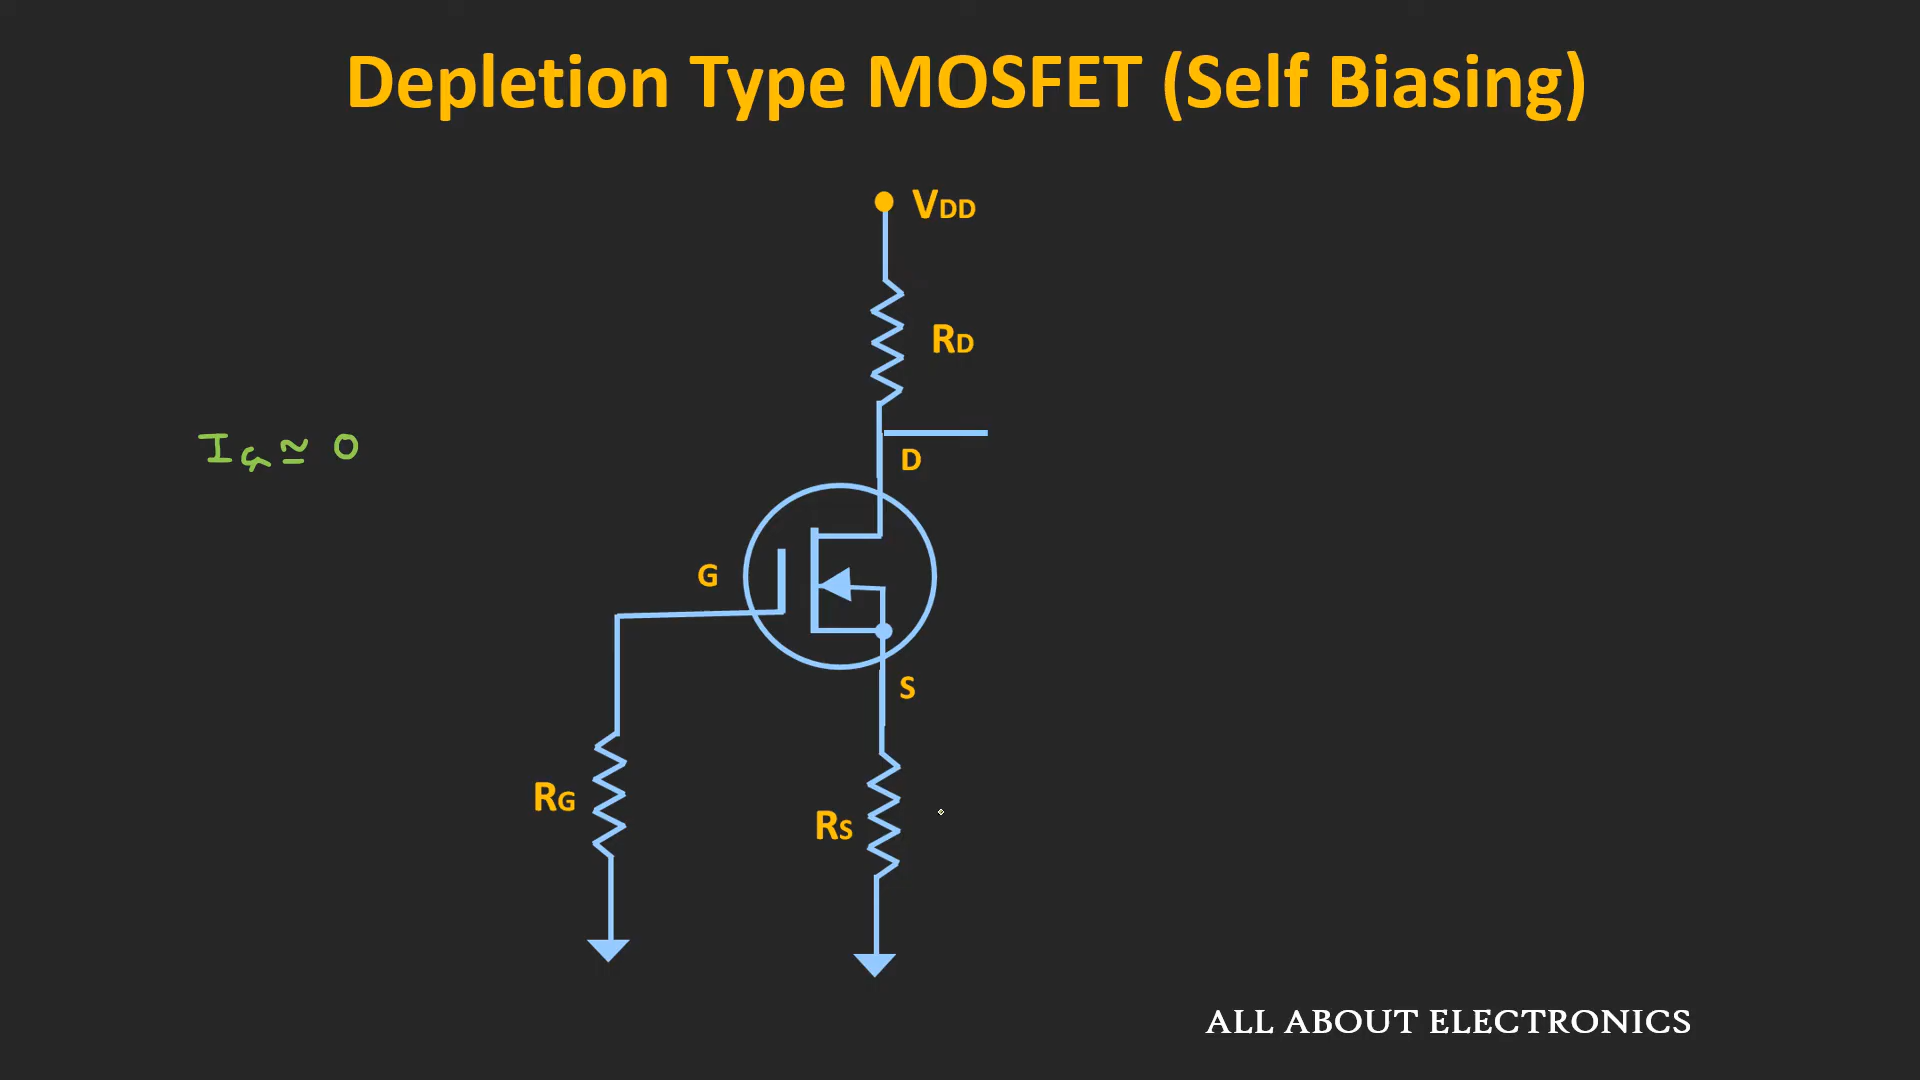 Depletion Type MOSFET (Self Biasing)
VDD
RD
IG ≃ 0
D
G
S
RG
RS
ALL ABOUT ELECTRONICS